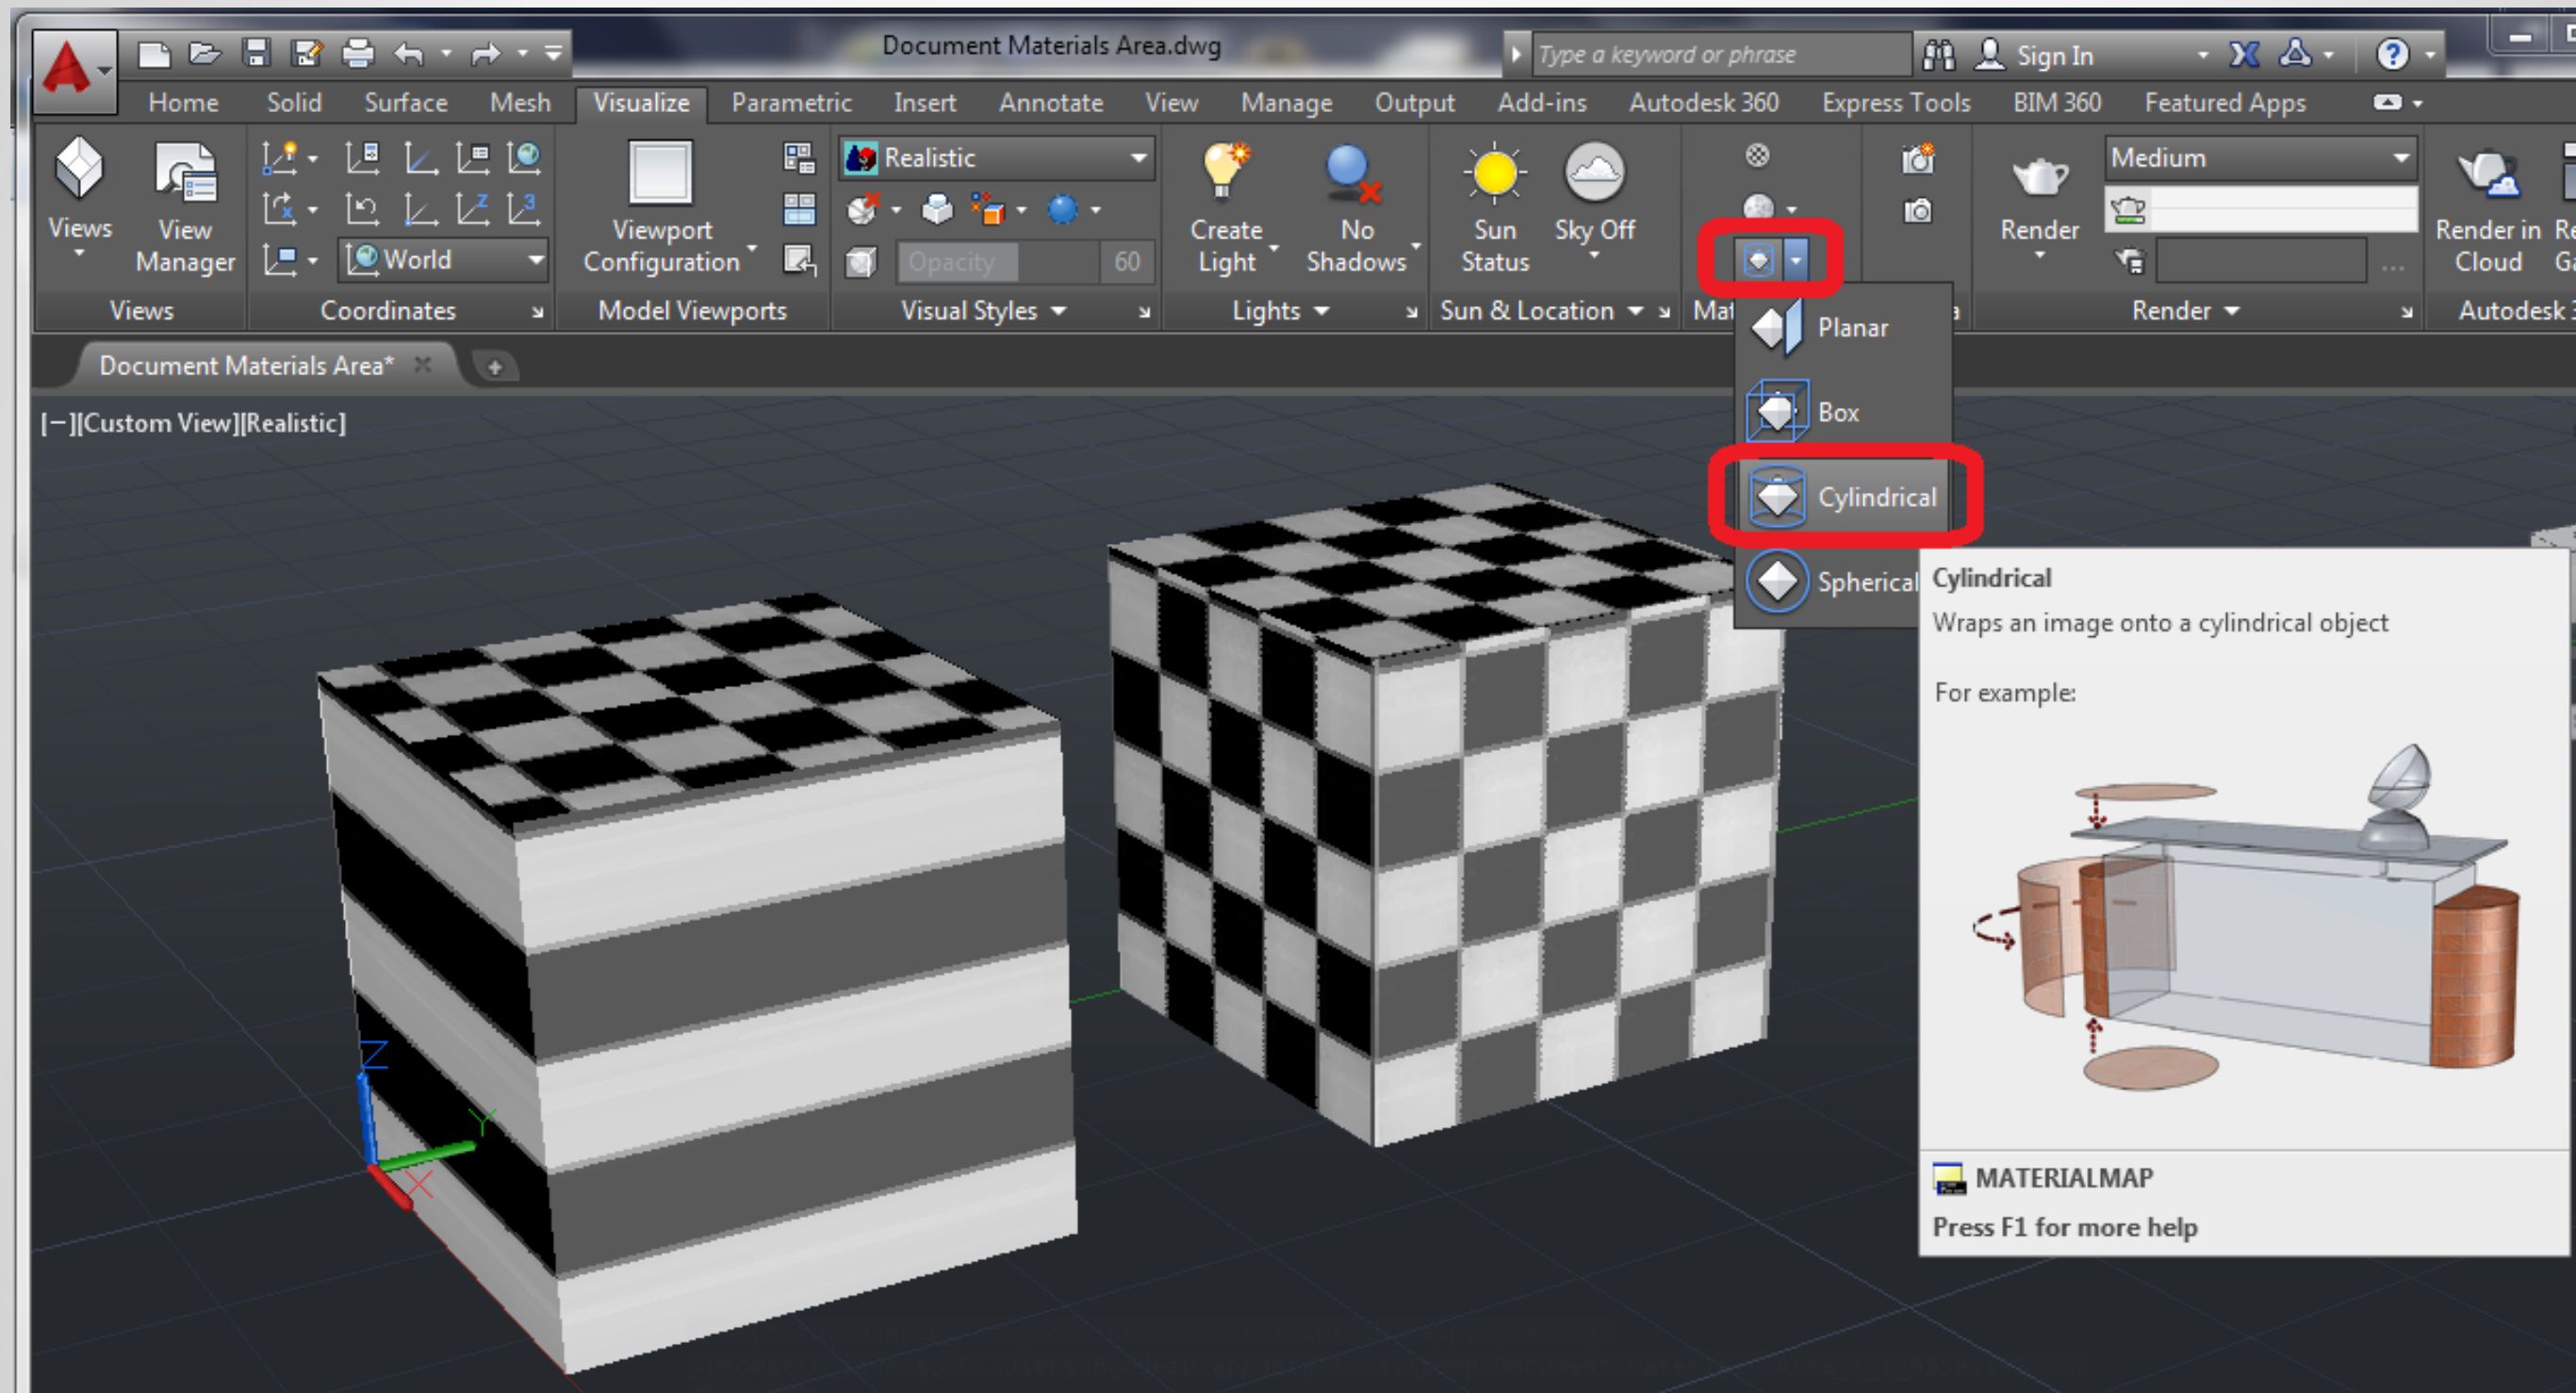 Document Materials Area.dwg
Type a keyword or phrase
Sign In
Home Solid Surface Mesh Visualize Parametric Insert Annotate View Manage Output Add-ins Autodesk 360 Express Tools BIM 360 Featured Apps
Views
View
Manager
World
Viewport
Configuration
Realistic
Opacity 60
Create
Light
No
Shadows
Sun
Status
Sky Off
Render
Medium
...
Render in
Cloud
Views Coordinates Model Viewports Visual Styles Lights Sun & Location Render
Planar
Box
Cylindrical
Spherical
Document Materials Area*
[−][Custom View][Realistic]
Cylindrical
Wraps an image onto a cylindrical object
For example:
MATERIALMAP
Press F1 for more help
Z
Y
X